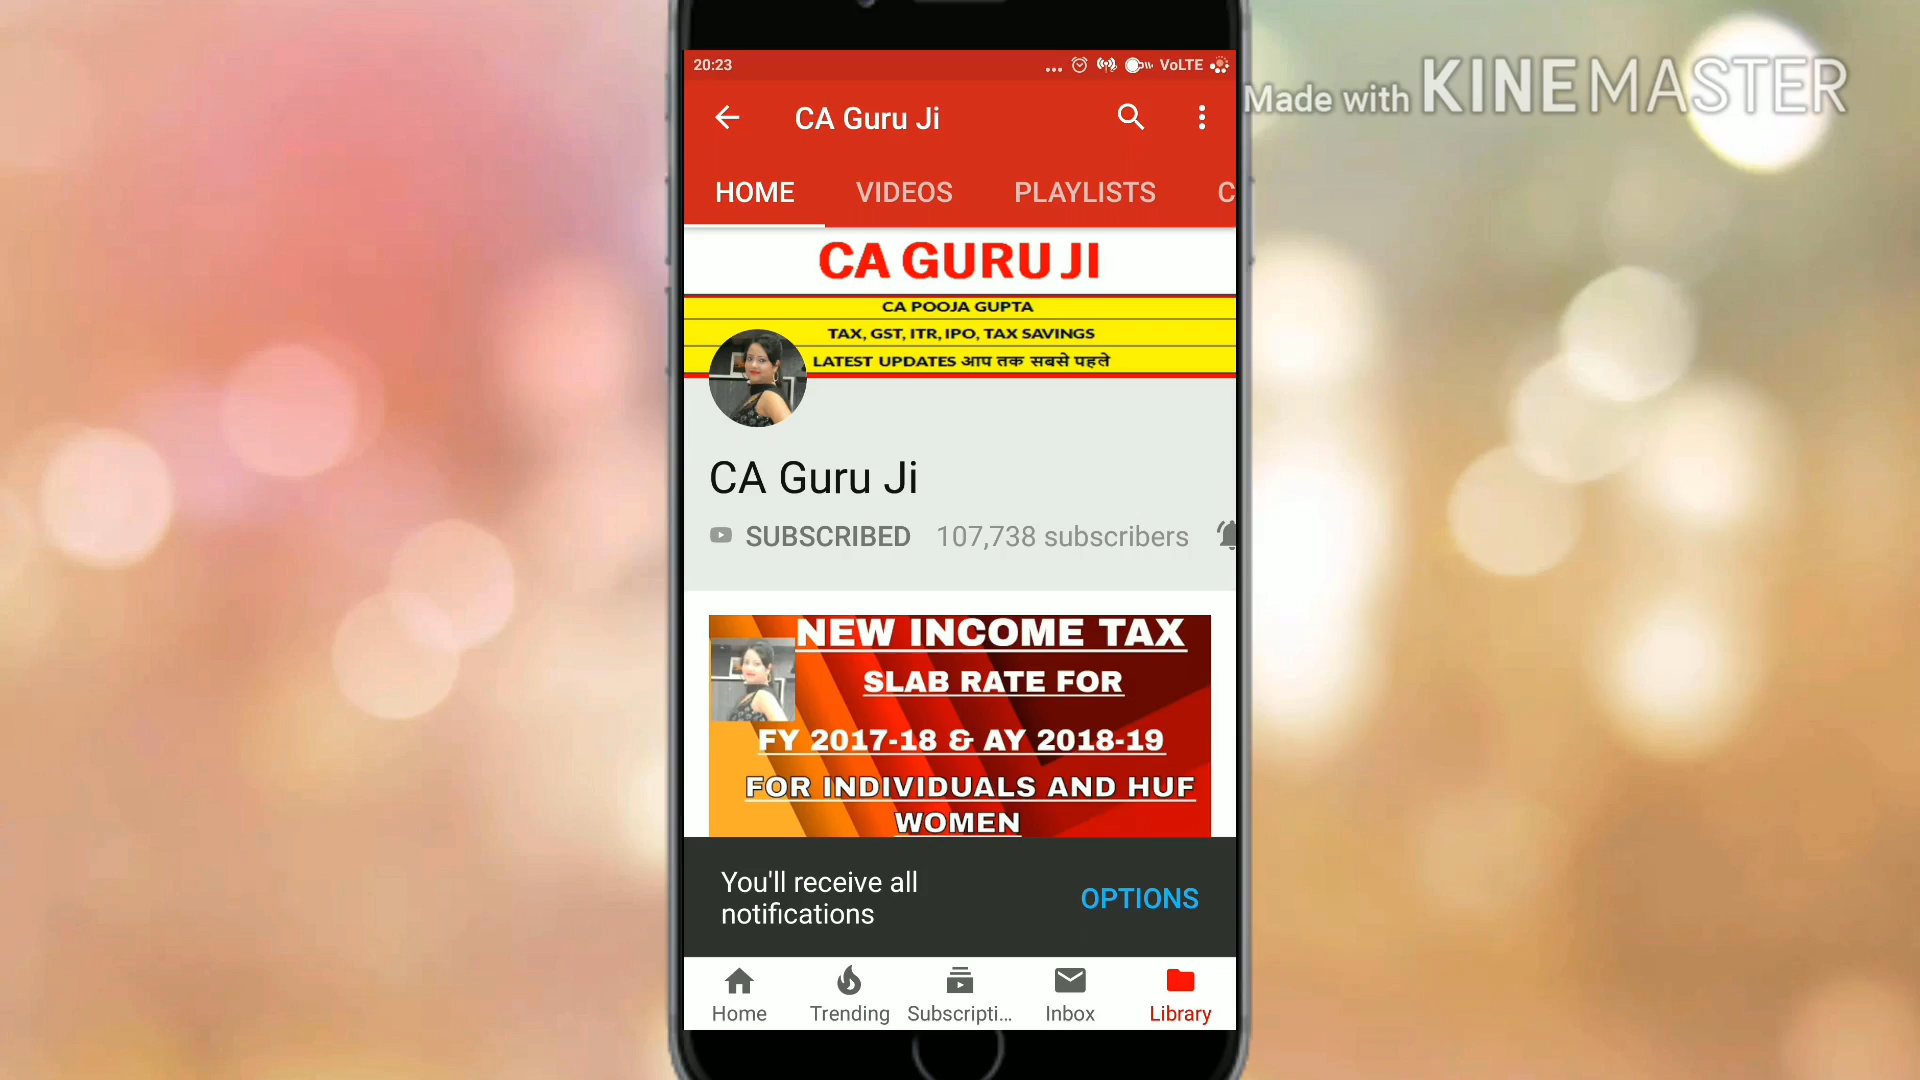 20:23
VoLTE
Made with KINEMASTER
CA Guru Ji
HOME VIDEOS PLAYLISTS C
CA GURU JI
CA POOJA GUPTA
TAX, GST, ITR, IPO, TAX SAVINGS
LATEST UPDATES आप तक सबसे पहले
CA Guru Ji
SUBSCRIBED 107,738 subscribers
NEW INCOME TAX
SLAB RATE FOR
FY 2017-18 & AY 2018-19
FOR INDIVIDUALS AND HUF
WOMEN
You'll receive all
notifications
OPTIONS
Home Trending Subscripti... Inbox Library